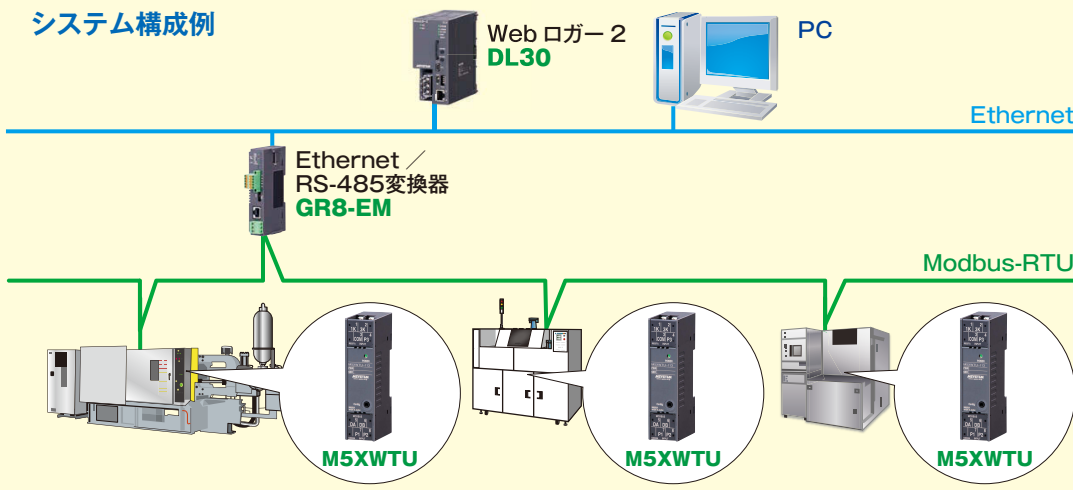 システム構成例
Web ロガー 2
DL30
PC
Ethernet
Ethernet ／
RS-485変換器
GR8-EM
Modbus-RTU
M5XWTU
M5XWTU
M5XWTU